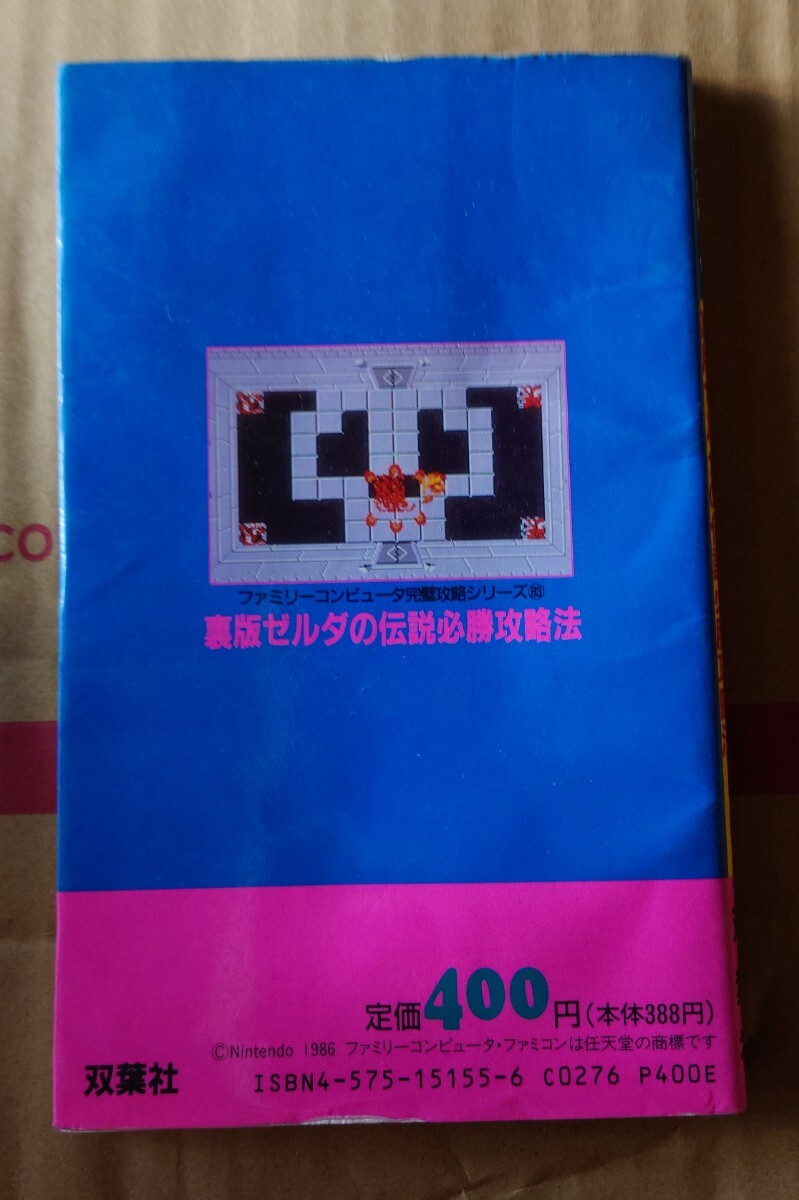 ファミリーコンピュータ完璧攻略シリーズ83
裏版ゼルダの伝説必勝攻略法
定価400円(本体388円)
©Nintendo 1986 ファミリーコンピュータ・ファミコンは任天堂の商標です
双葉社
ISBN4-575-15155-6 C0276 P400E
CO